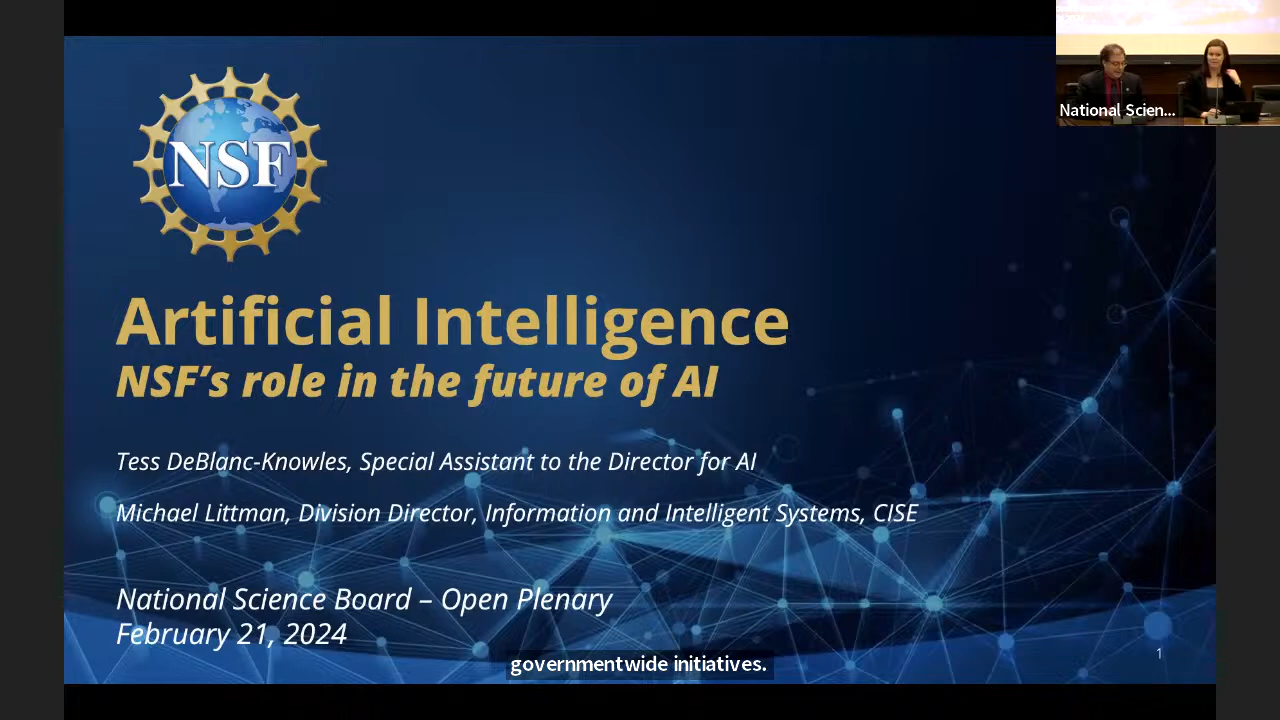 National Scien...
NSF
Artificial Intelligence
NSF's role in the future of AI
Tess DeBlanc-Knowles, Special Assistant to the Director for AI
Michael Littman, Division Director, Information and Intelligent Systems, CISE
National Science Board – Open Plenary
February 21, 2024
governmentwide initiatives.
1